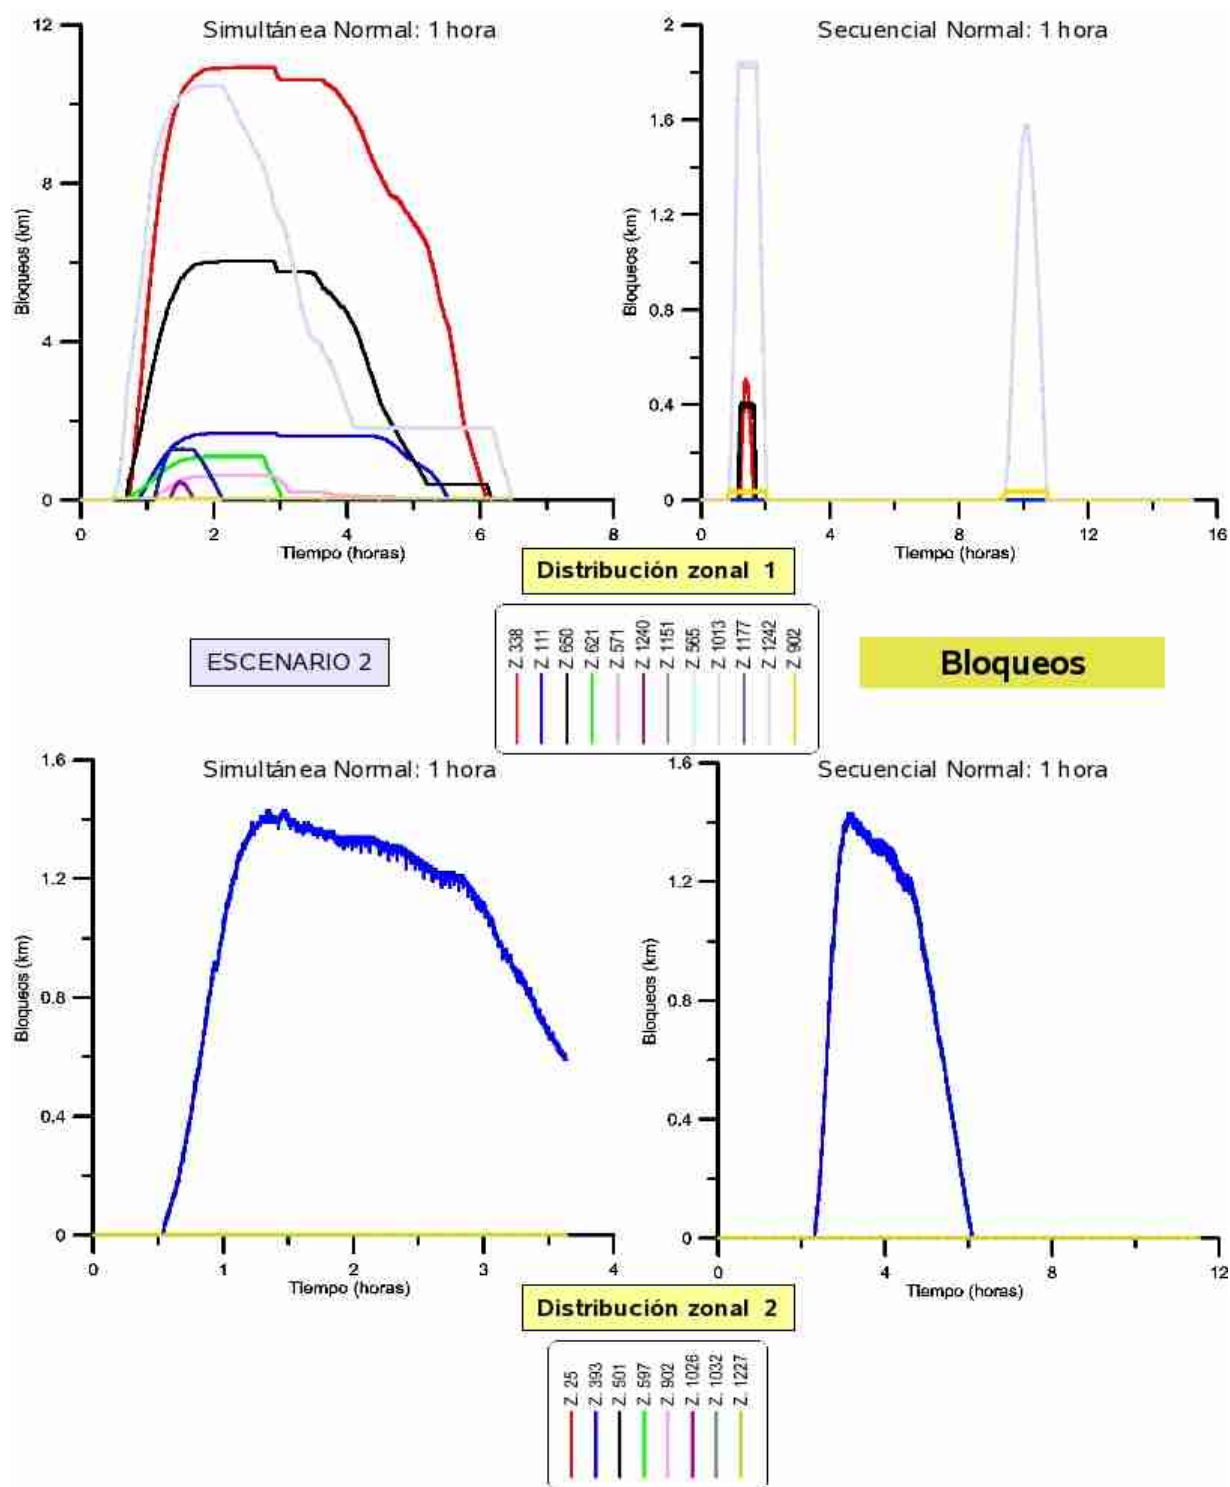 Simultánea Normal: 1 hora
12
8
4
0
Bloqueos (km)
0 2 4 6 8
Tiempo (horas)
Secuencial Normal: 1 hora
2
1.6
1.2
0.8
0.4
0
Bloqueos (km)
0 4 8 12 16
Tiempo (horas)
Distribución zonal 1
Z. 338
Z. 111
Z. 650
Z. 621
Z. 571
Z. 1240
Z. 1151
Z. 565
Z. 1013
Z. 1177
Z. 1242
Z. 902
ESCENARIO 2
Bloqueos
Simultánea Normal: 1 hora
1.6
1.2
0.8
0.4
0
Bloqueos (km)
0 1 2 3 4
Tiempo (horas)
Secuencial Normal: 1 hora
1.6
1.2
0.8
0.4
0
Bloqueos (km)
0 4 8 12
Tiempo (horas)
Distribución zonal 2
Z. 25
Z. 393
Z. 501
Z. 597
Z. 902
Z. 1026
Z. 1032
Z. 1227